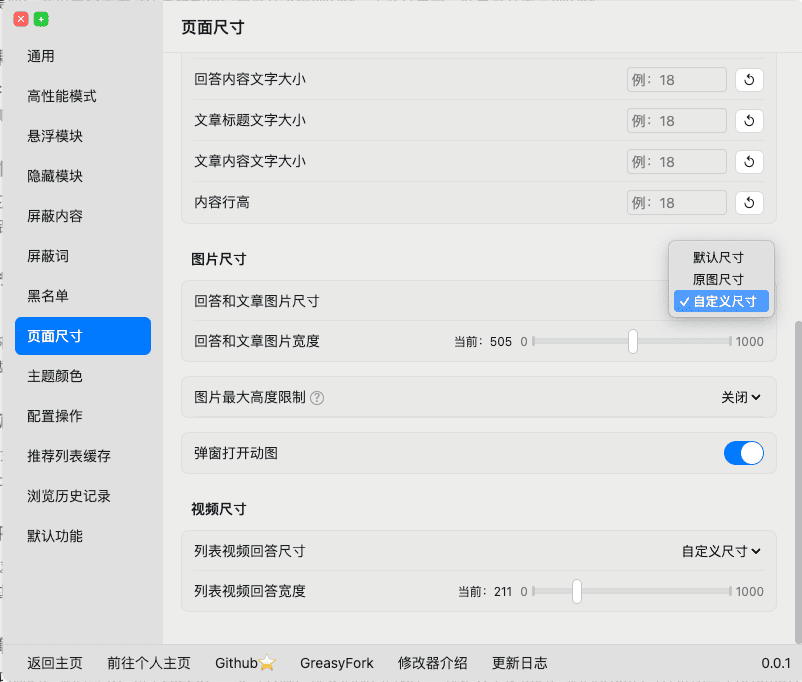 页面尺寸
通用
高性能模式
悬浮模块
隐藏模块
屏蔽内容
屏蔽词
黑名单
页面尺寸
主题颜色
配置操作
推荐列表缓存
浏览历史记录
默认功能
回答内容文字大小 例：18
文章标题文字大小 例：18
文章内容文字大小 例：18
内容行高 例：18
图片尺寸
默认尺寸
原图尺寸
✓ 自定义尺寸
回答和文章图片尺寸
回答和文章图片宽度 当前：505 0 1000
图片最大高度限制 ? 关闭
弹窗打开动图
视频尺寸
列表视频回答尺寸 自定义尺寸
列表视频回答宽度 当前：211 0 1000
返回主页 前往个人主页 Github⭐ GreasyFork 修改器介绍 更新日志 0.0.1